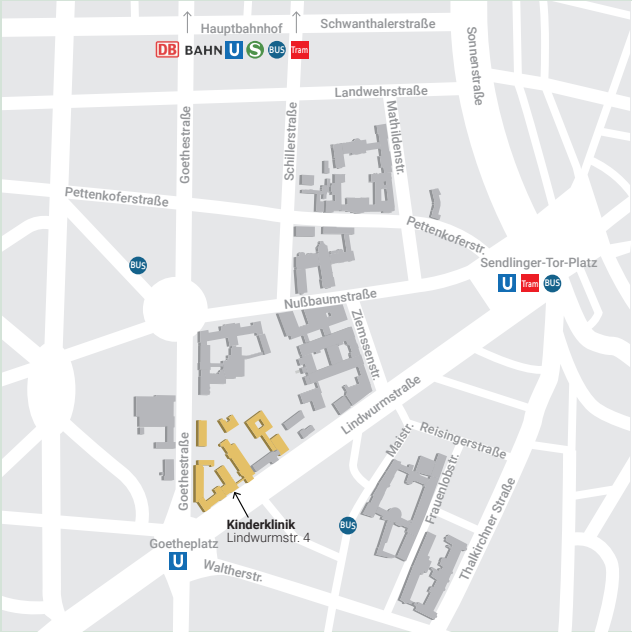 Hauptbahnhof
Schwanthalerstraße
DB BAHN U S BUS Tram
Sonnenstraße
Landwehrstraße
Goethestraße
Schillerstraße
Mathildenstr.
Pettenkoferstraße
Pettenkoferstr.
BUS
Sendlinger-Tor-Platz
U Tram BUS
Nußbaumstraße
Ziemssenstr.
Lindwurmstraße
Goethestraße
Maistr.
Reisingerstraße
Frauenlobstr.
Thalkirchner Straße
Kinderklinik
Lindwurmstr. 4
BUS
Goetheplatz
U
Waltherstr.